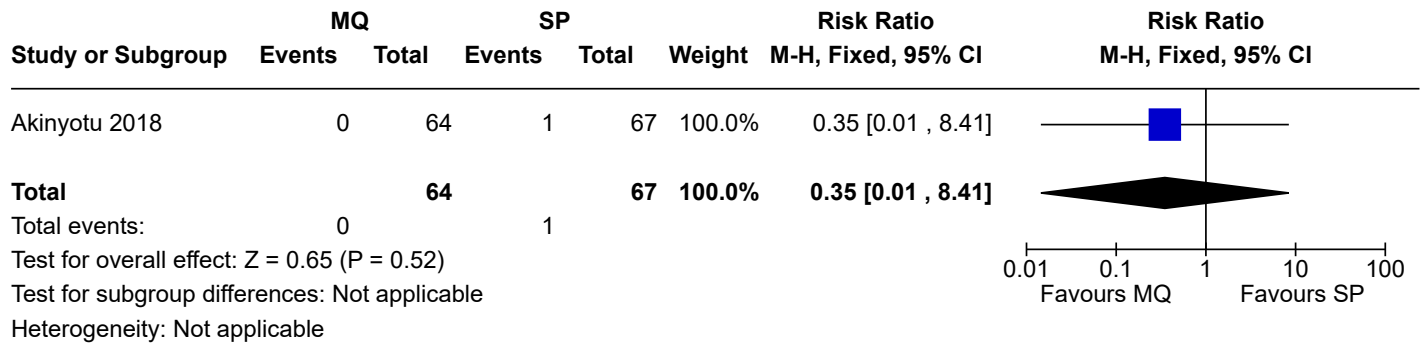 MQ SP Risk Ratio Risk Ratio
Study or Subgroup Events Total Events Total Weight M-H, Fixed, 95% CI M-H, Fixed, 95% CI
Akinyotu 2018 0 64 1 67 100.0% 0.35 [0.01 , 8.41]
Total 64 67 100.0% 0.35 [0.01 , 8.41]
Total events: 0 1
Test for overall effect: Z = 0.65 (P = 0.52)
0.01 0.1 1 10 100
Test for subgroup differences: Not applicable Favours MQ Favours SP
Heterogeneity: Not applicable